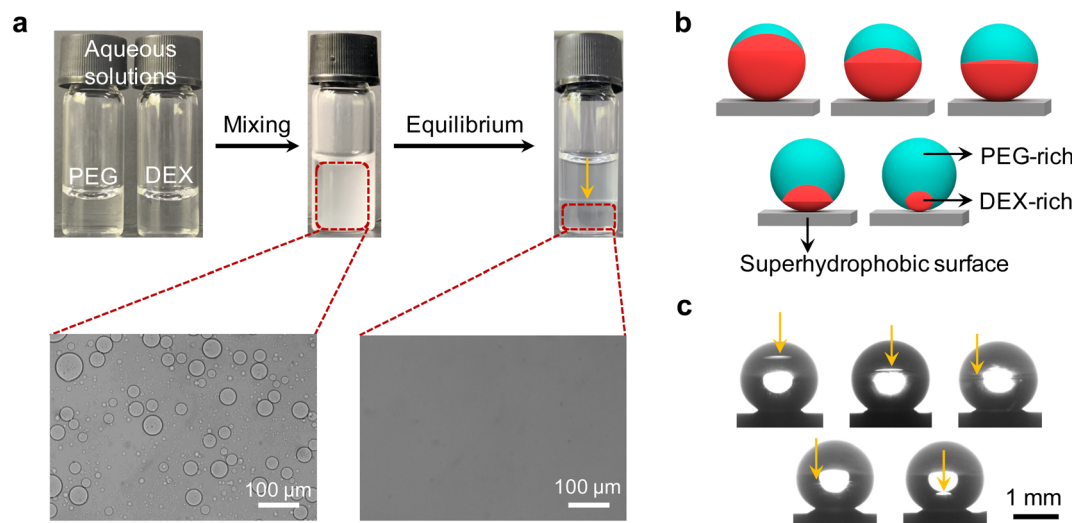 a
Aqueous
solutions
PEG
DEX
Mixing
Equilibrium
100 µm
100 µm
b
PEG-rich
DEX-rich
Superhydrophobic surface
c
1 mm